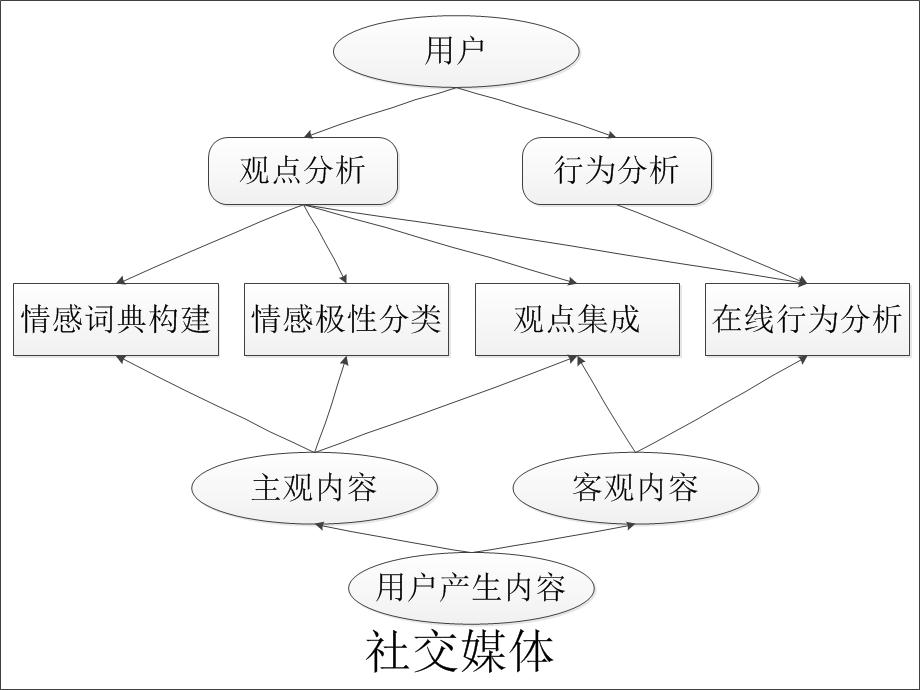 用户
观点分析
行为分析
情感词典构建
情感极性分类
观点集成
在线行为分析
主观内容
客观内容
用户产生内容
社交媒体